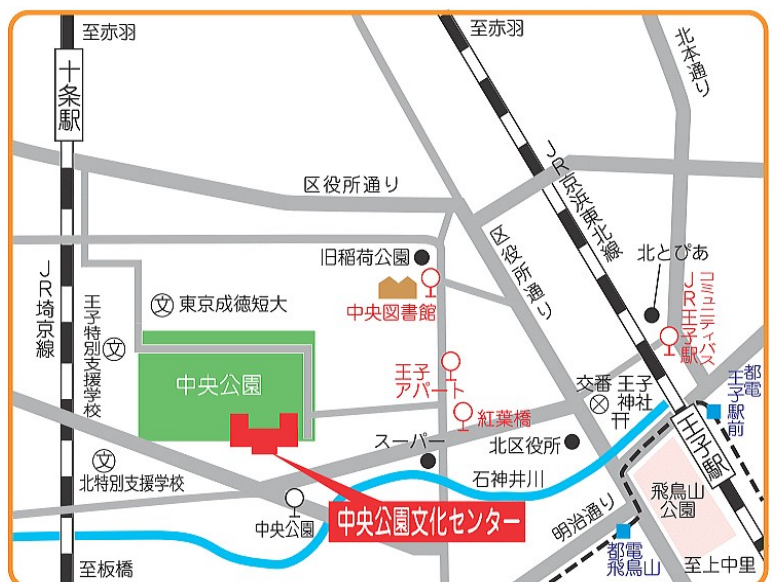 至赤羽
至赤羽
十条駅
北本通り
区役所通り
JR京浜東北線
区役所通り
旧稲荷公園
北とぴあ
JR埼京線
東京成徳短大
文
中央図書館
コミュニティバス
JR王子駅
王子特別支援学校
文
中央公園
王子
アパート
交番
王子
神社
都電
王子駅前
紅葉橋
スーパー
北区役所
王子駅
文
北特別支援学校
石神井川
飛鳥山
公園
中央公園
中央公園文化センター
明治通り
都電
飛鳥山
至板橋
至上中里